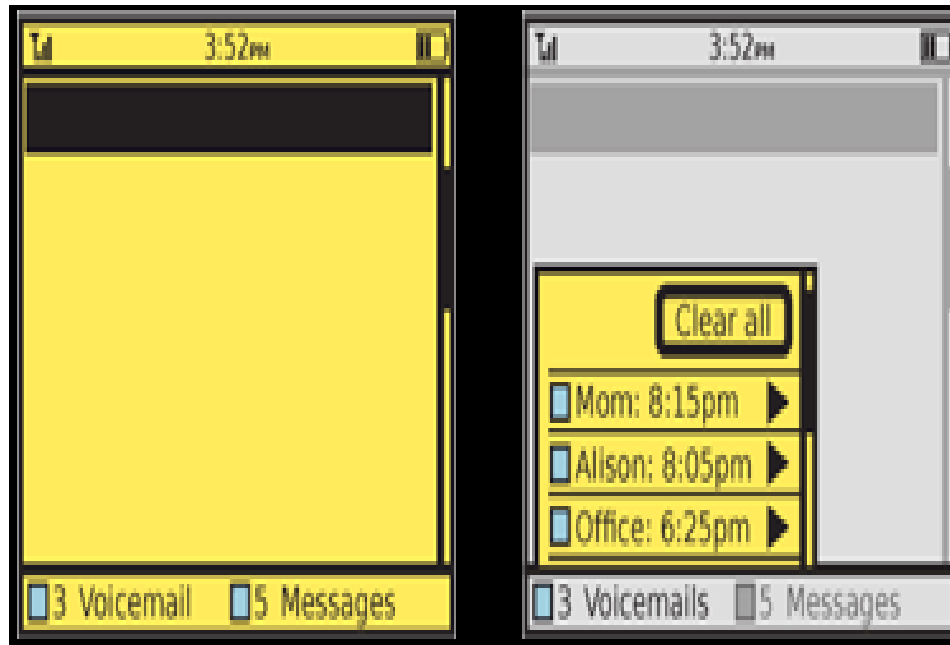 3:52PM
3 Voicemail 5 Messages
3:52PM
Clear all
Mom: 8:15pm
Alison: 8:05pm
Office: 6:25pm
3 Voicemails 5 Messages